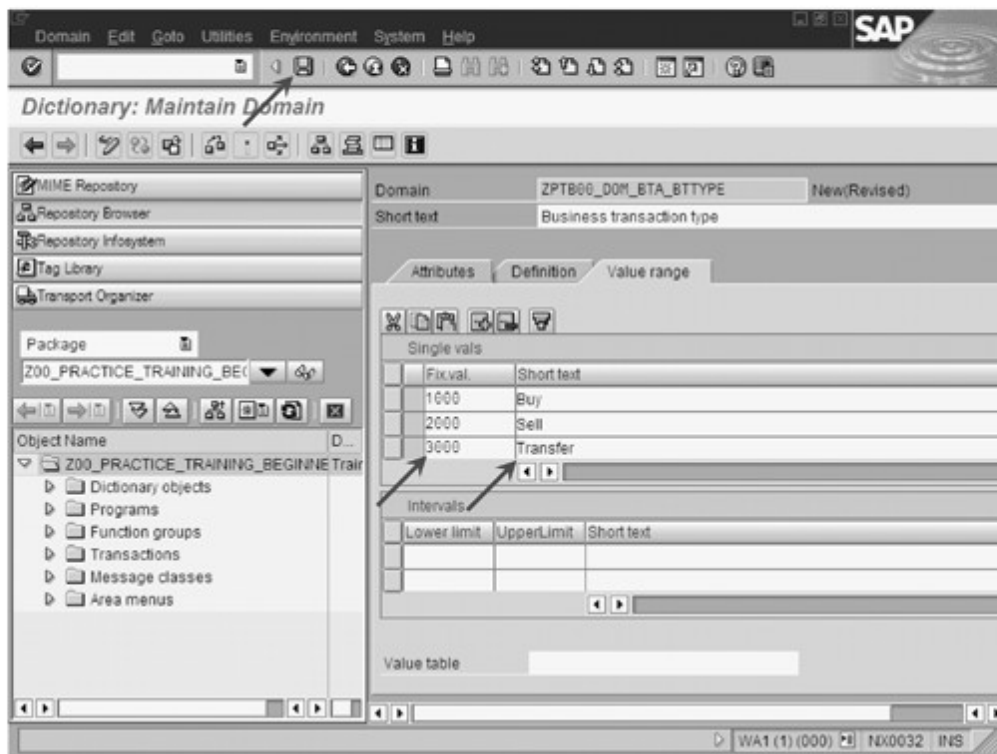 Domain Edit Goto Utilities Environment System Help
SAP
Dictionary: Maintain Domain
MIME Repository
Repository Browser
Repository Infosystem
Tag Library
Transport Organizer
Package
Z00_PRACTICE_TRAINING_BEG
Object Name D...
Z00_PRACTICE_TRAINING_BEGINNE Train
Dictionary objects
Programs
Function groups
Transactions
Message classes
Area menus
Domain ZPTB00_DOM_BTA_BTTYPE New(Revised)
Short text Business transaction type
Attributes Definition Value range
Single vals
Fix.val. Short text
1000 Buy
2000 Sell
3000 Transfer
Intervals
Lower limit UpperLimit Short text
Value table
WA1 (1) (000) NX0032 INS